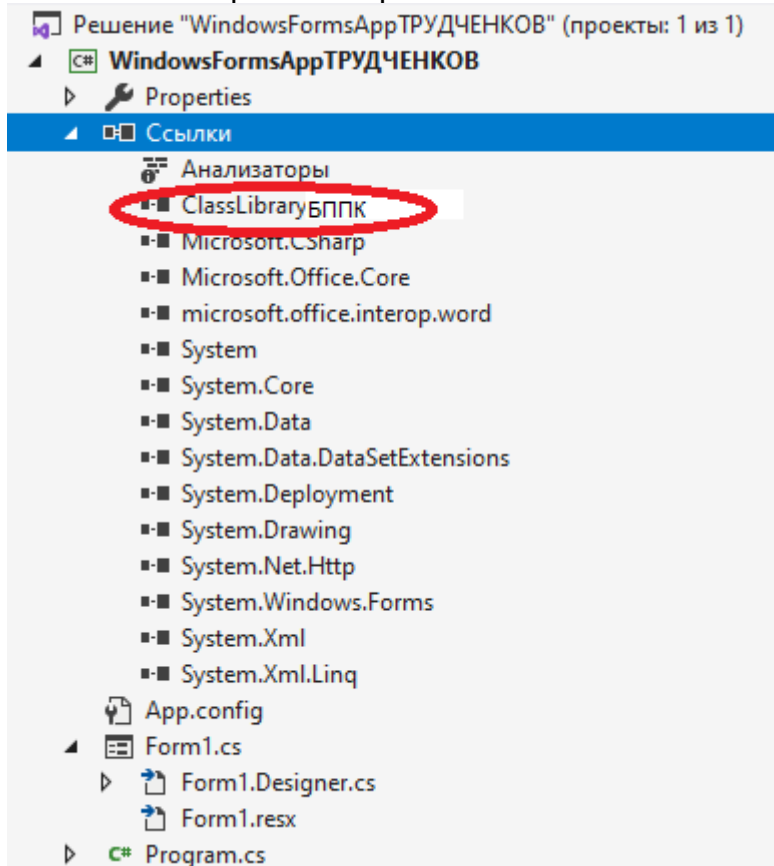 Решение "WindowsFormsAppТРУДЧЕНКОВ" (проекты: 1 из 1)
C# WindowsFormsAppТРУДЧЕНКОВ
Properties
Ссылки
Анализаторы
ClassLibraryБППК
Microsoft.CSharp
Microsoft.Office.Core
microsoft.office.interop.word
System
System.Core
System.Data
System.Data.DataSetExtensions
System.Deployment
System.Drawing
System.Net.Http
System.Windows.Forms
System.Xml
System.Xml.Linq
App.config
Form1.cs
Form1.Designer.cs
Form1.resx
C# Program.cs